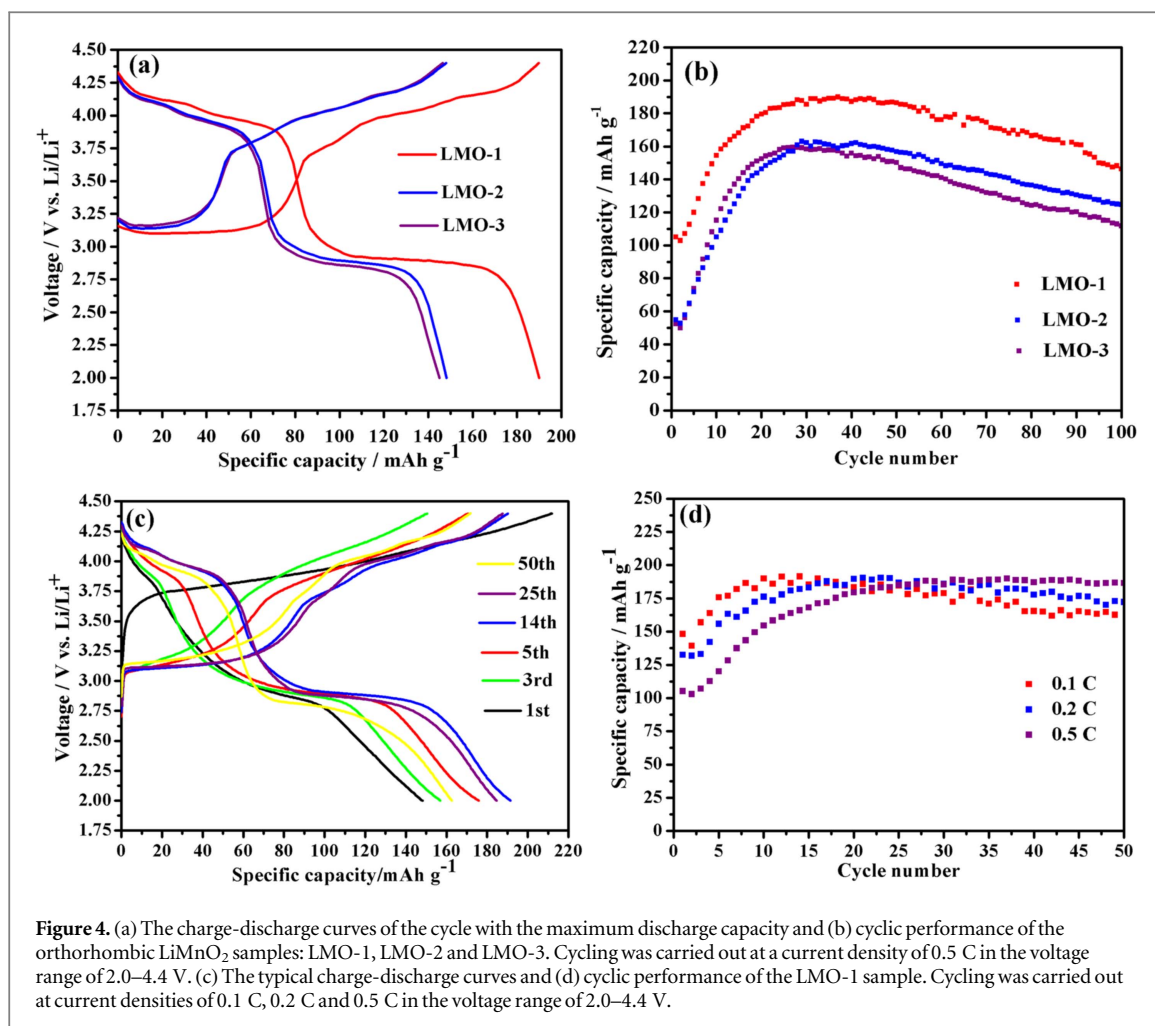 (a)
4.50
4.25
4.00
3.75
3.50
3.25
3.00
2.75
2.50
2.25
2.00
1.75
Voltage / V vs. Li/Li⁺
LMO-1
LMO-2
LMO-3
0 20 40 60 80 100 120 140 160 180 200
Specific capacity / mAh g⁻¹
(b)
220
200
180
160
140
120
100
80
60
40
20
0
Specific capacity / mAh g⁻¹
LMO-1
LMO-2
LMO-3
0 10 20 30 40 50 60 70 80 90 100
Cycle number
(c)
4.50
4.25
4.00
3.75
3.50
3.25
3.00
2.75
2.50
2.25
2.00
1.75
Voltage / V vs. Li/Li⁺
50th
25th
14th
5th
3rd
1st
0 20 40 60 80 100 120 140 160 180 200 220
Specific capacity/mAh g⁻¹
(d)
250
225
200
175
150
125
100
75
50
25
0
Specific capacity / mAh g⁻¹
0.1 C
0.2 C
0.5 C
0 5 10 15 20 25 30 35 40 45 50
Cycle number
Figure 4. (a) The charge-discharge curves of the cycle with the maximum discharge capacity and (b) cyclic performance of the
orthorhombic LiMnO₂ samples: LMO-1, LMO-2 and LMO-3. Cycling was carried out at a current density of 0.5 C in the voltage
range of 2.0–4.4 V. (c) The typical charge-discharge curves and (d) cyclic performance of the LMO-1 sample. Cycling was carried out
at current densities of 0.1 C, 0.2 C and 0.5 C in the voltage range of 2.0–4.4 V.